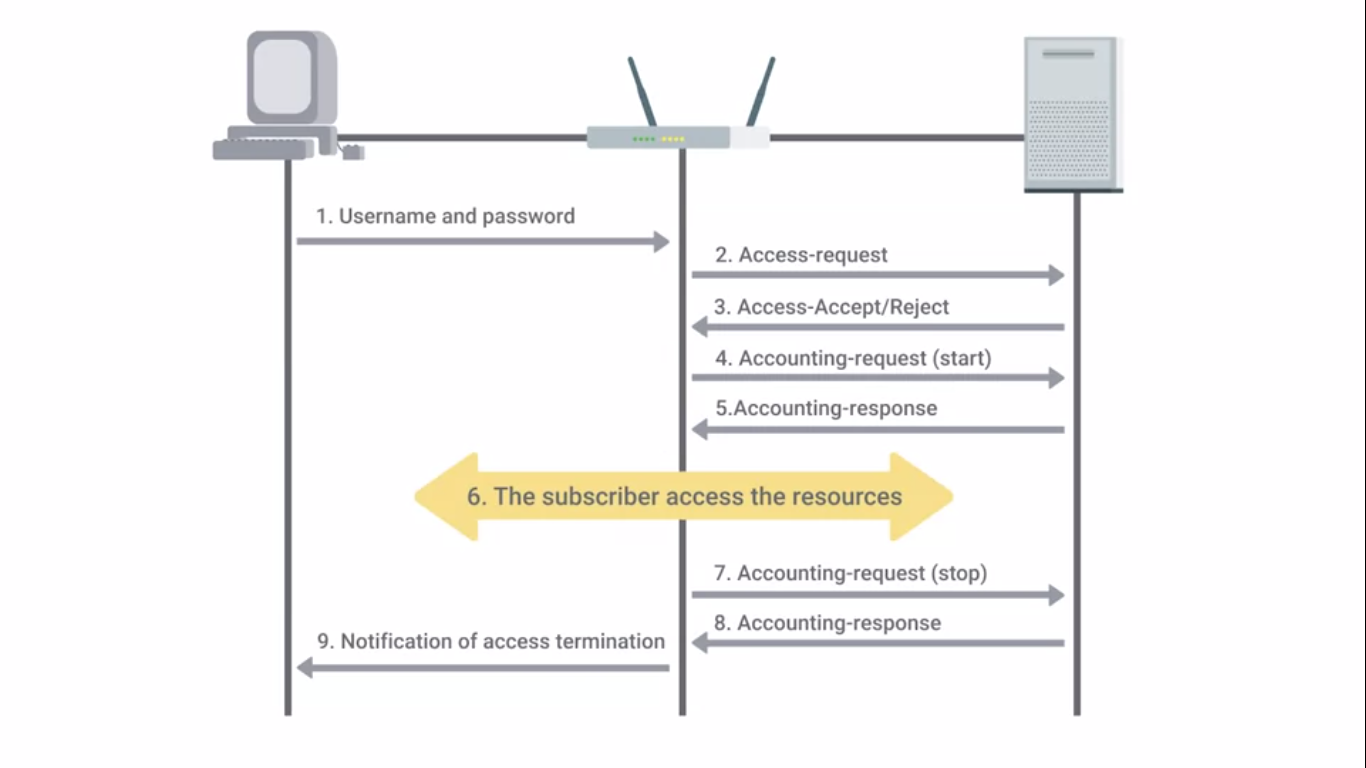 1. Username and password
2. Access-request
3. Access-Accept/Reject
4. Accounting-request (start)
5.Accounting-response
6. The subscriber access the resources
7. Accounting-request (stop)
8. Accounting-response
9. Notification of access termination